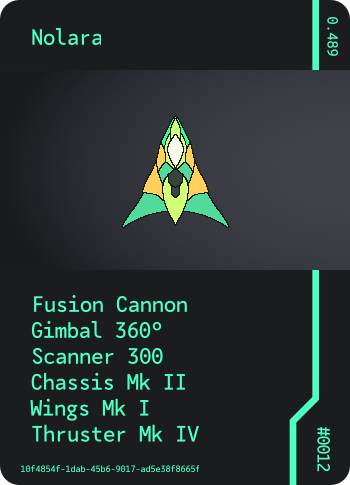 Nolara
0.489
Fusion Cannon
Gimbal 360°
Scanner 300
Chassis Mk II
Wings Mk I
Thruster Mk IV
#0012
10f4854f-1dab-45b6-9017-ad5e38f8665f